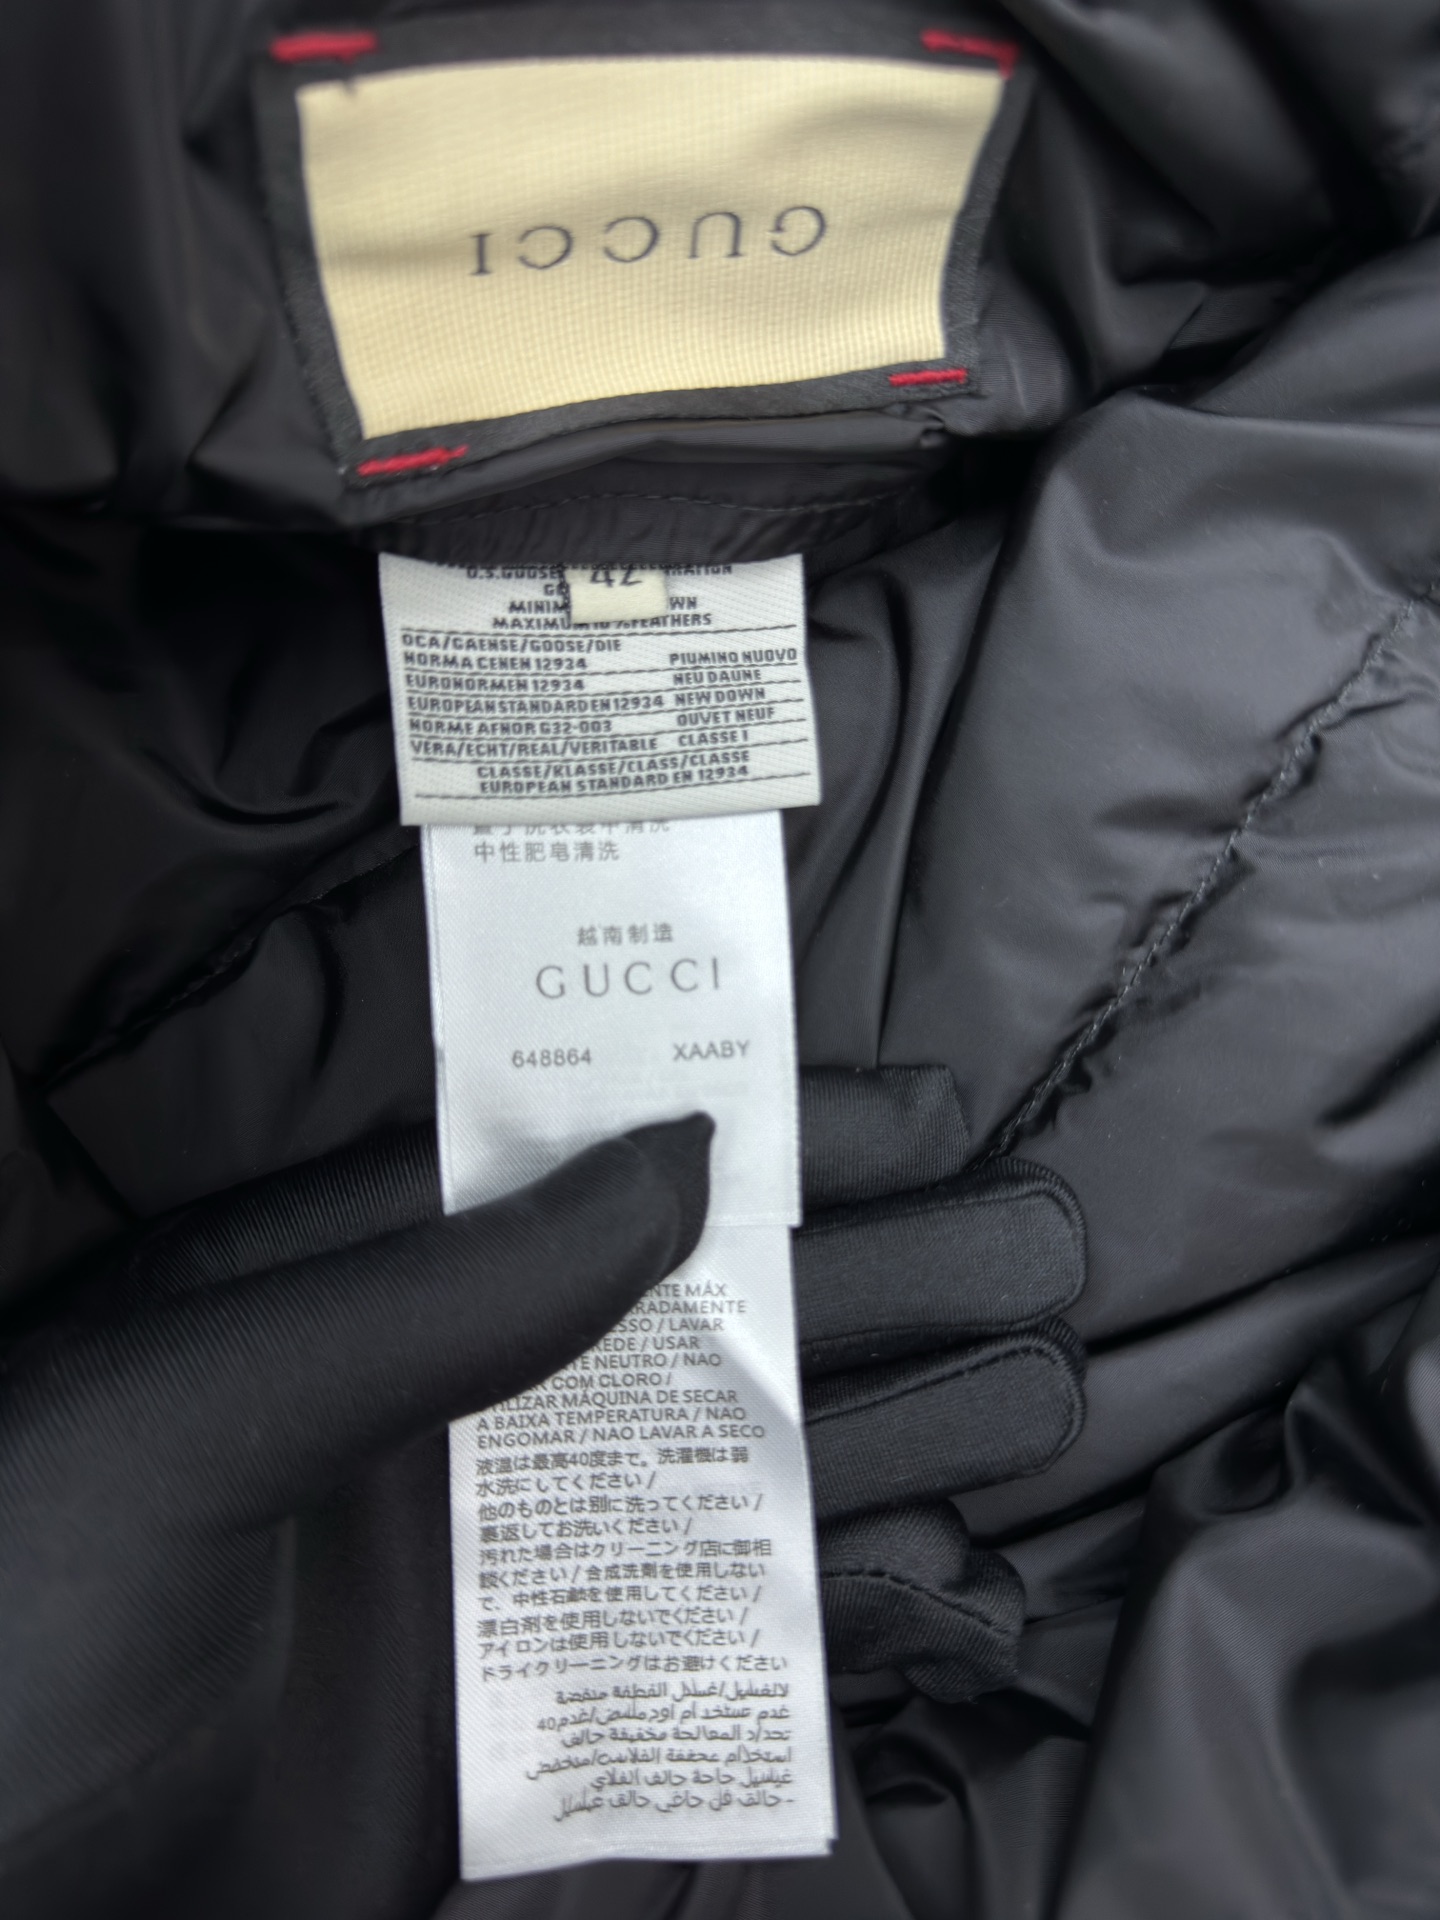 GUCCI
42
U.S.GOOSE
MINIM WN
MAXIMUM 10 %FEATHERS
OCA/GAENSE/GOOSE/DIE
NORMA CENEN 12934 PIUMINO NUOVO
EURONORMEN 12934 NEU DAUNE
EUROPEAN STANDARD EN 12934 NEW DOWN
NORME AFNOR G32-003 OUVET NEUF
VERA/ECHT/REAL/VERITABLE CLASSE I
CLASSE/KLASSE/CLASS/CLASSE
EUROPEAN STANDARD EN 12934
中性肥皂清洗
越南制造
GUCCI
648864 XAABY
ENTE MÁX
RRADAMENTE
ESSO / LAVAR
REDE / USAR
TE NEUTRO / NAO
AR COM CLORO /
TILIZAR MÁQUINA DE SECAR
A BAIXA TEMPERATURA / NAO
ENGOMAR / NAO LAVAR A SECO
液温は最高40度まで。洗濯機は弱
水洗にしてください /
他のものとは別に洗ってください /
裏返してお洗いください /
汚れた場合はクリーニング店に御相
談ください / 合成洗剤を使用しない
で、中性石鹸を使用してください /
漂白剤を使用しないでください /
アイロンは使用しないでください /
ドライクリーニングはお避けください